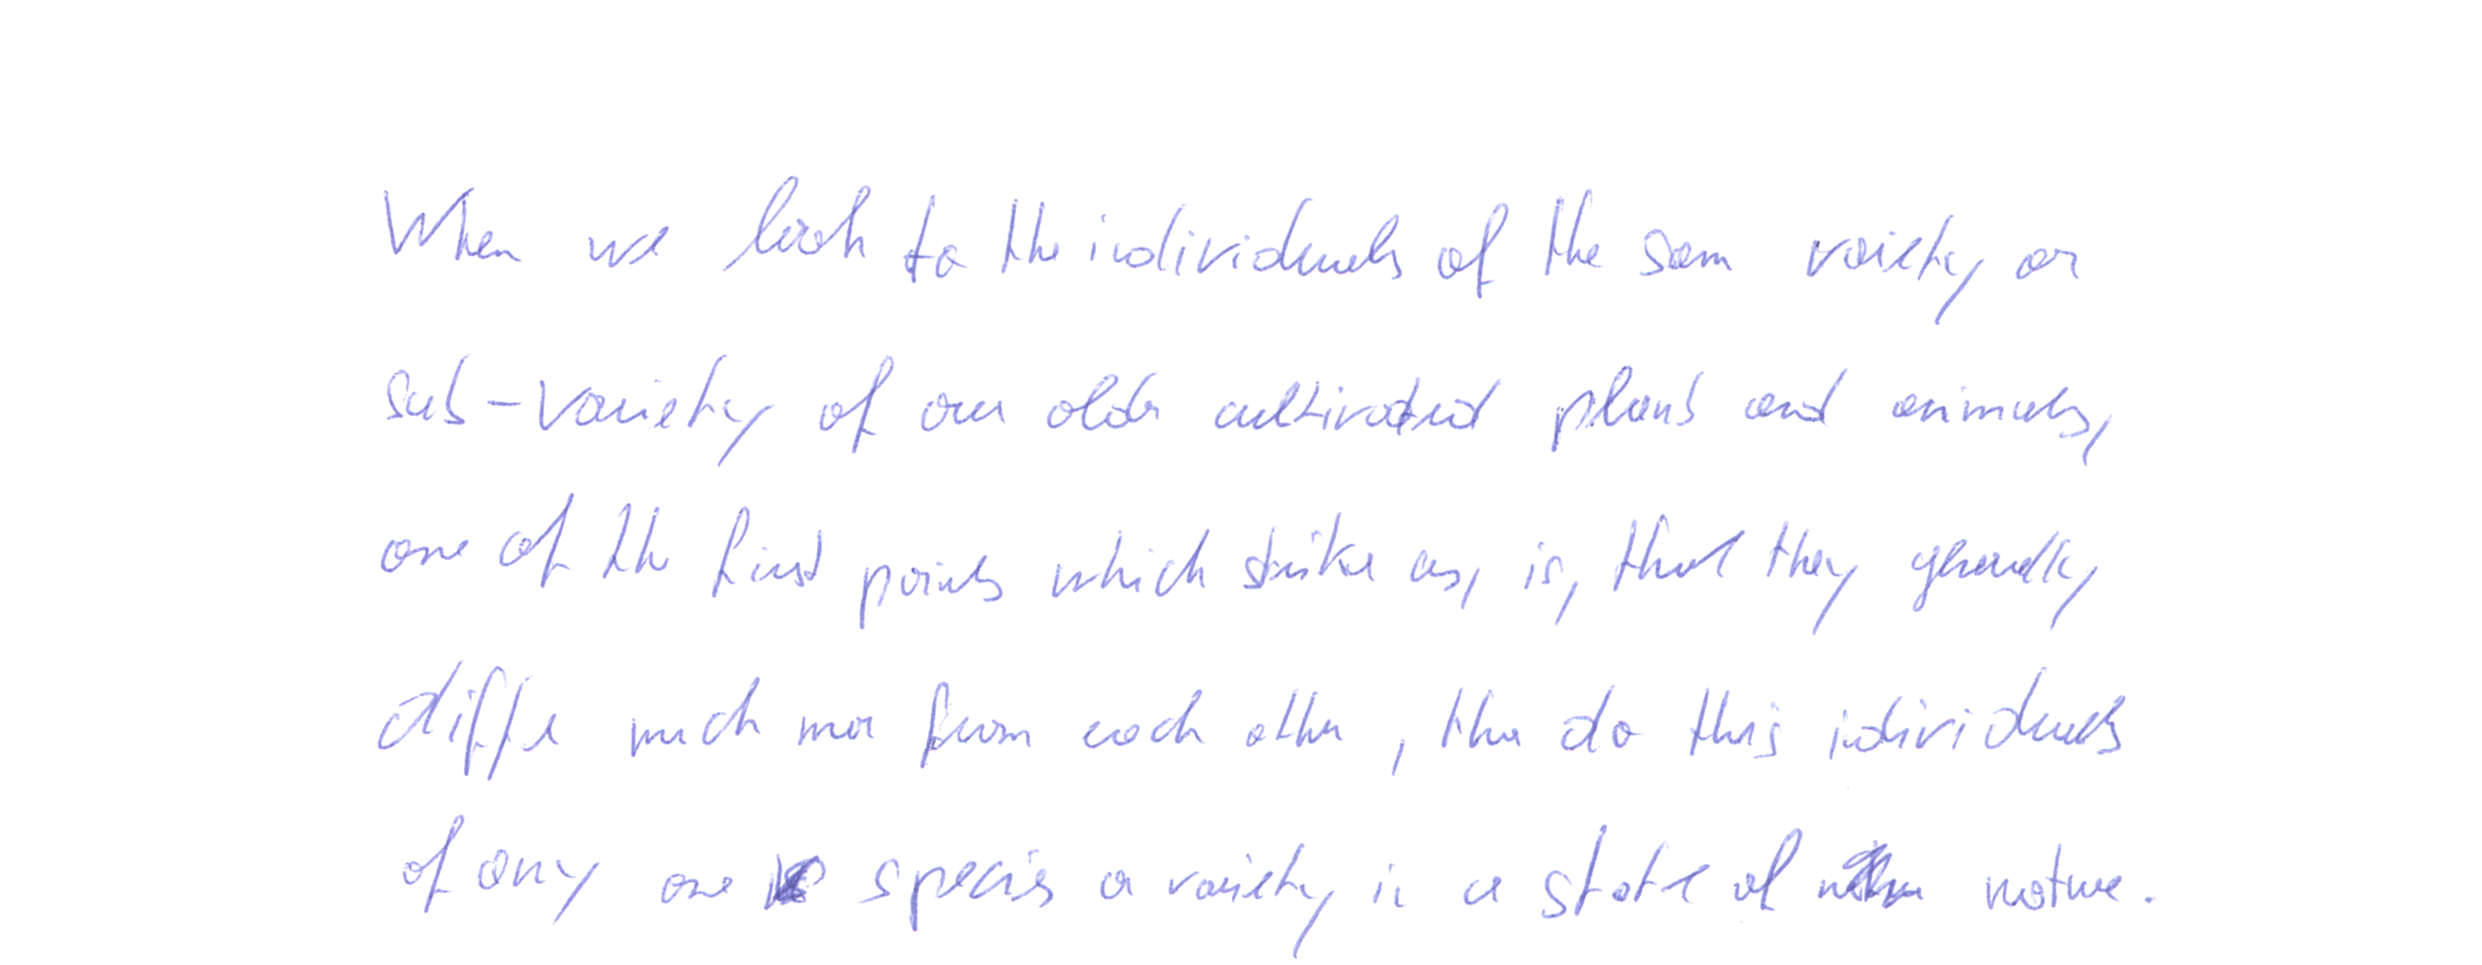 When we look to the individuals of the same variety or
sub-variety of our older cultivated plants and animals,
one of the first points which strike us, is, that they generally
differ much more from each other, than do this individuals
of any one species or variety in a state of nature.